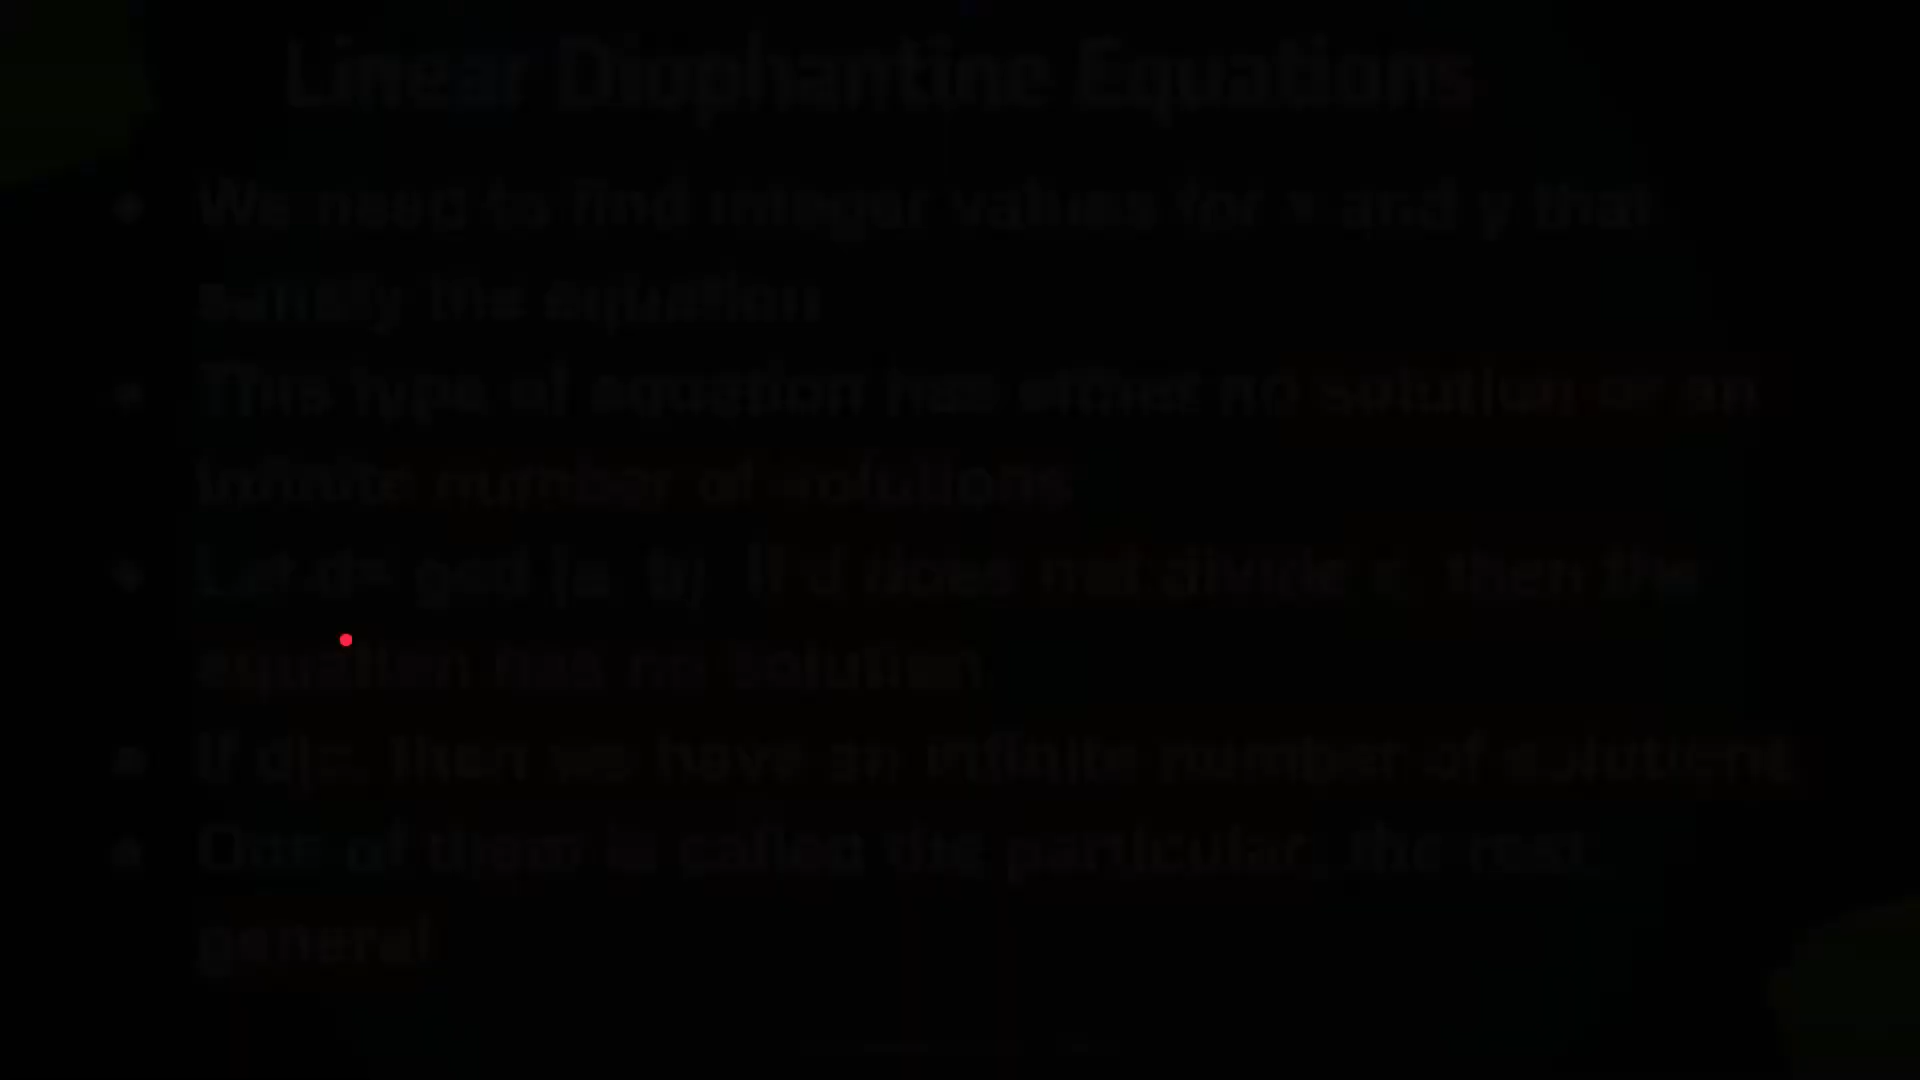 Linear Diophantine Equations
• We need to find integer values for x and y that
satisfy the equation
• This type of equation has either no solution or an
infinite number of solutions
• Let d= gcd (a, b). If d does not divide c, then the
equation has no solution.
• If d|c, then we have an infinite number of solutions.
• One of them is called the particular, the rest,
general